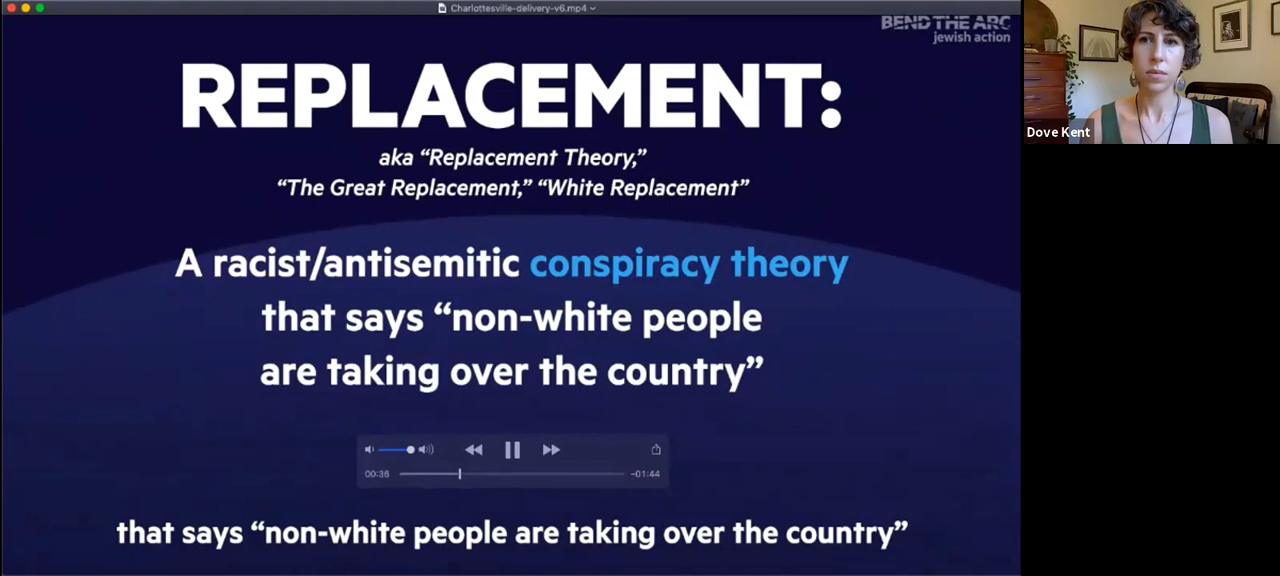 Charlottesville-delivery-v6.mp4
BEND THE ARC
jewish action
REPLACEMENT:
aka “Replacement Theory,”
“The Great Replacement,” “White Replacement”
A racist/antisemitic conspiracy theory
that says “non-white people
are taking over the country”
00:36
-01:44
that says “non-white people are taking over the country”
Dove Kent